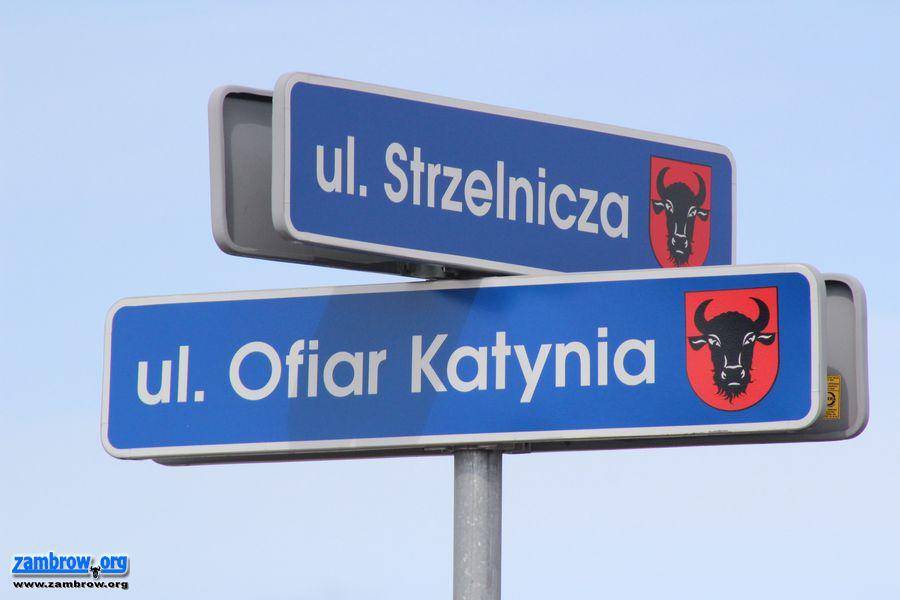 ul. Strzelnicza
ul. Ofiar Katynia
zambrow.org
www.zambrow.org